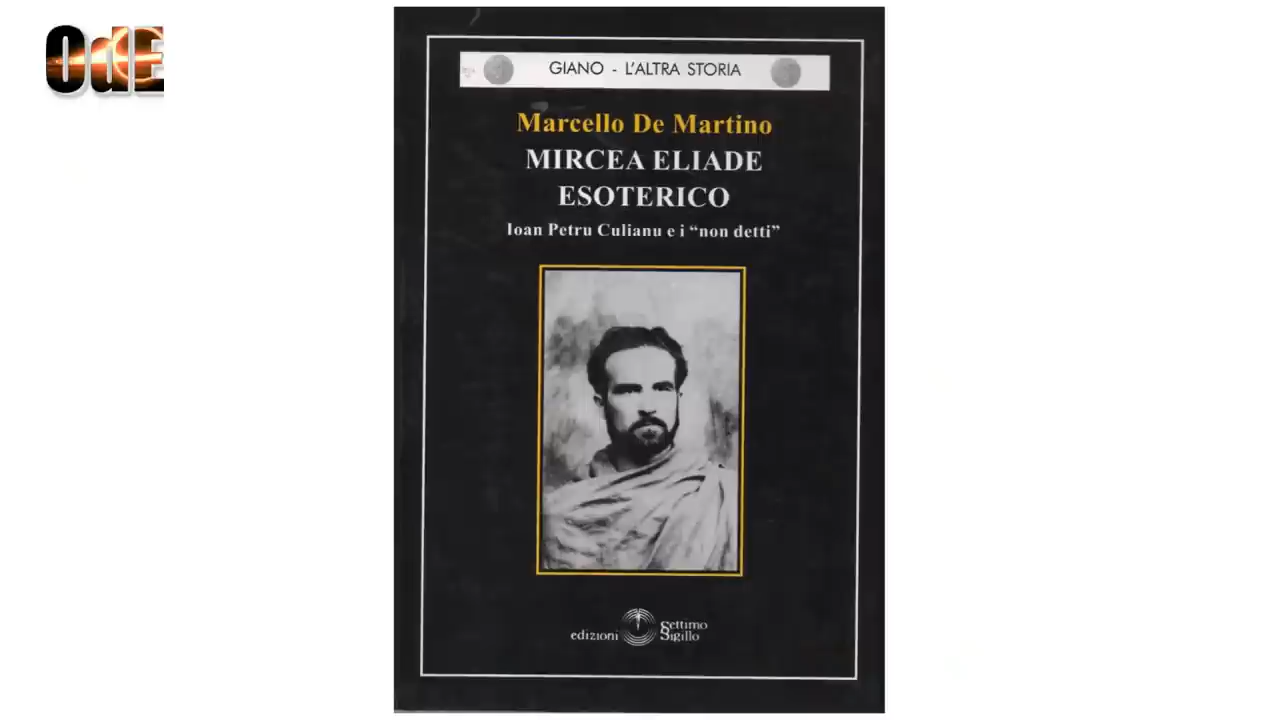 OdE
GIANO - L'ALTRA STORIA
Marcello De Martino
MIRCEA ELIADE
ESOTERICO
Ioan Petru Culianu e i “non detti”
edizioni Settimo Sigillo